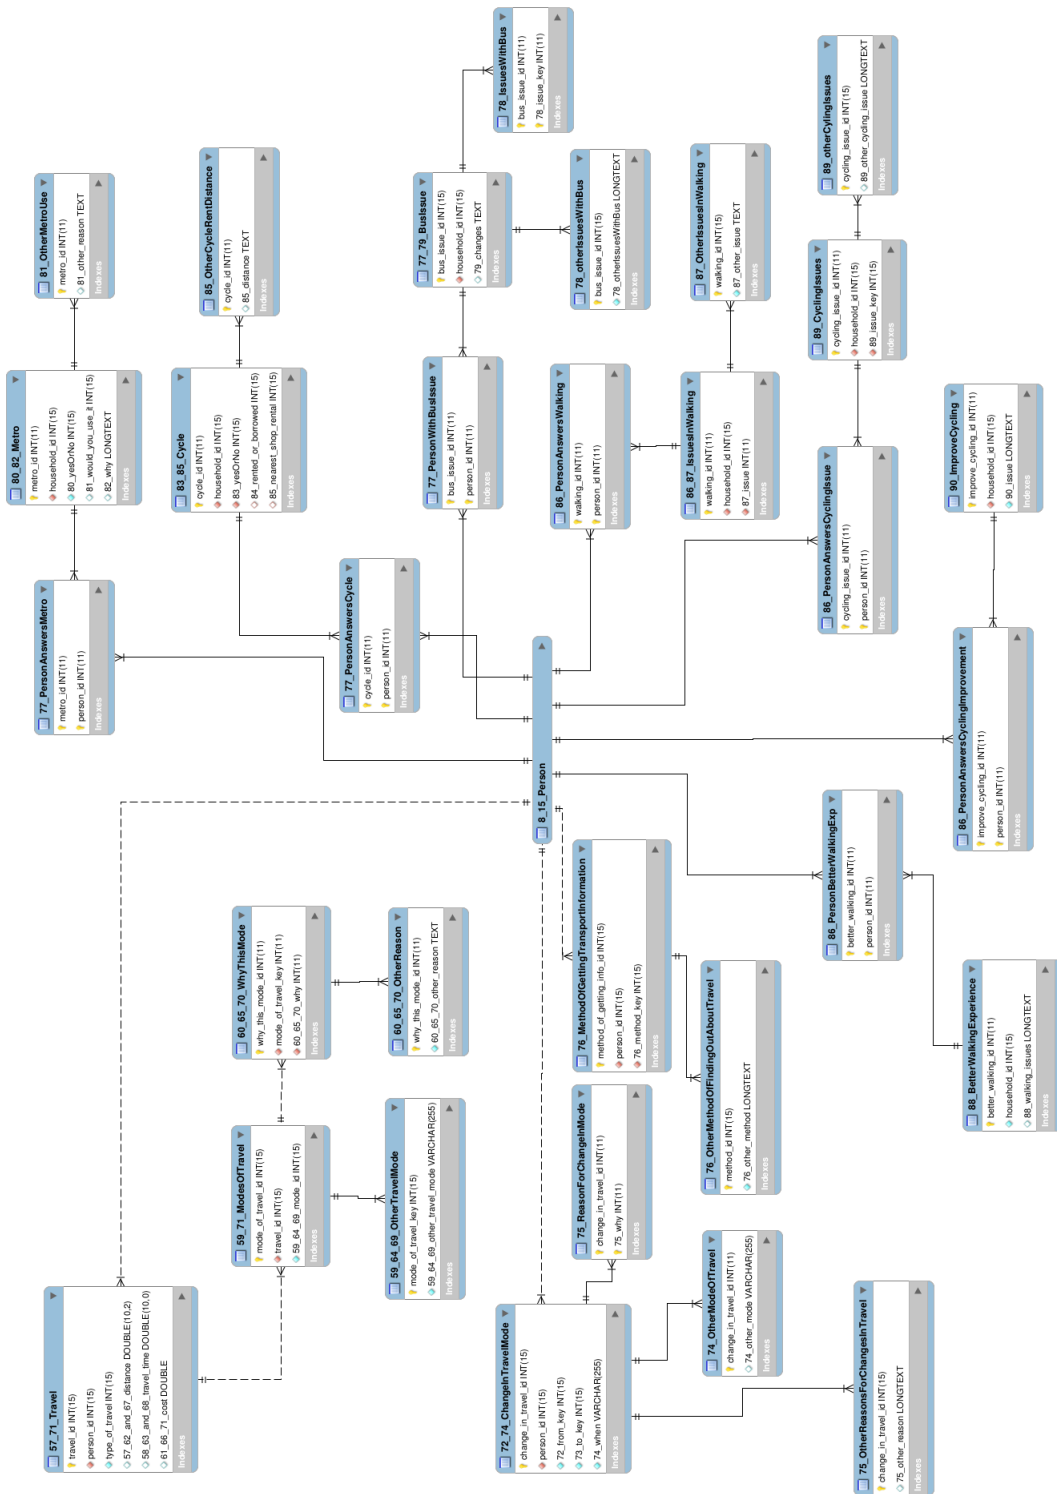 57_71_Travel
travel_id INT(15)
person_id INT(15)
type_of_travel INT(15)
57_62_and_67_distance DOUBLE(10,2)
58_63_and_68_travel_time DOUBLE(10,0)
61_66_71_cost DOUBLE
Indexes
59_71_ModesOfTravel
mode_of_travel_id INT(15)
travel_id INT(15)
59_64_69_mode_id INT(15)
Indexes
60_65_70_WhyThisMode
why_this_mode_id INT(11)
mode_of_travel_key INT(11)
60_65_70_why INT(11)
Indexes
59_64_69_OtherTravelMode
mode_of_travel_key INT(15)
59_64_69_other_travel_mode VARCHAR(255)
Indexes
60_65_70_OtherReason
why_this_mode_id INT(11)
60_65_70_other_reason TEXT
Indexes
77_PersonAnswersMetro
metro_id INT(11)
person_id INT(11)
Indexes
80_82_Metro
metro_id INT(11)
household_id INT(15)
80_yesOrNo INT(15)
81_would_you_use_it INT(15)
82_why LONGTEXT
Indexes
81_OtherMetroUse
metro_id INT(11)
81_other_reason TEXT
Indexes
83_85_Cycle
cycle_id INT(11)
household_id INT(15)
83_yesOrNo INT(15)
84_rented_or_borrowed INT(15)
85_nearest_shop_rental INT(15)
Indexes
85_OtherCycleRentDistance
cycle_id INT(11)
85_distance TEXT
Indexes
77_PersonAnswersCycle
cycle_id INT(11)
person_id INT(11)
Indexes
77_PersonWithBusIssue
bus_issue_id INT(11)
person_id INT(11)
Indexes
77_79_BusIssue
bus_issue_id INT(15)
household_id INT(15)
79_changes TEXT
Indexes
78_IssuesWithBus
bus_issue_id INT(11)
78_issue_key INT(11)
Indexes
72_74_ChangeInTravelMode
change_in_travel_id INT(15)
person_id INT(15)
72_from_key INT(15)
73_to_key INT(15)
74_when VARCHAR(255)
Indexes
75_ReasonForChangeInMode
change_in_travel_id INT(11)
75_why INT(11)
Indexes
76_MethodOfGettingTransportInformation
method_of_getting_info_id INT(15)
person_id INT(15)
76_method_key INT(15)
Indexes
8_15_Person
86_PersonAnswersWalking
walking_id INT(11)
person_id INT(11)
Indexes
78_otherIssuesWithBus
bus_issue_id INT(15)
78_otherIssuesWithBus LONGTEXT
Indexes
74_OtherModeOfTravel
change_in_travel_id INT(11)
74_other_mode VARCHAR(255)
Indexes
76_OtherMethodOfFindingOutAboutTravel
method_id INT(15)
76_other_method LONGTEXT
Indexes
86_87_IssuesInWalking
walking_id INT(11)
household_id INT(15)
87_issue INT(11)
Indexes
87_OtherIssuesInWalking
walking_id INT(15)
87_other_issue TEXT
Indexes
75_OtherReasonsForChangesInTravel
change_in_travel_id INT(15)
75_other_reason LONGTEXT
Indexes
86_PersonBetterWalkingExp
better_walking_id INT(11)
person_id INT(11)
Indexes
86_PersonAnswersCyclingIssue
cycling_issue_id INT(11)
person_id INT(11)
Indexes
89_CyclingIssues
cycling_issue_id INT(11)
household_id INT(15)
89_issue_key INT(15)
Indexes
89_otherCylingIssues
cycling_issue_id INT(15)
89_other_cycling_issue LONGTEXT
Indexes
88_BetterWalkingExperience
better_walking_id INT(11)
household_id INT(15)
88_walking_issues LONGTEXT
Indexes
86_PersonAnswersCyclingImprovement
improve_cycling_id INT(11)
person_id INT(11)
Indexes
90_ImproveCycling
improve_cycling_id INT(11)
household_id INT(15)
90_issue LONGTEXT
Indexes